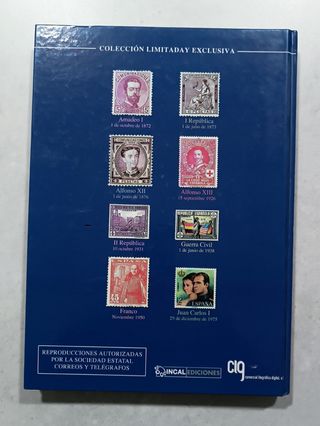 COLECCIÓN LIMITADA Y EXCLUSIVA
Amadeo I
1 de octubre de 1872
I República
1 de julio de 1873
Alfonso XII
1 de junio de 1876
Alfonso XIII
15 septiembre 1926
II República
10 octubre 1931
Guerra Civil
1 de junio de 1938
ESPAÑA
ESPAÑA
Franco
Noviembre 1950
Juan Carlos I
29 de diciembre de 1975
REPRODUCCIONES AUTORIZADAS
POR LA SOCIEDAD ESTATAL
CORREOS Y TELÉGRAFOS
INCALEDICIONES